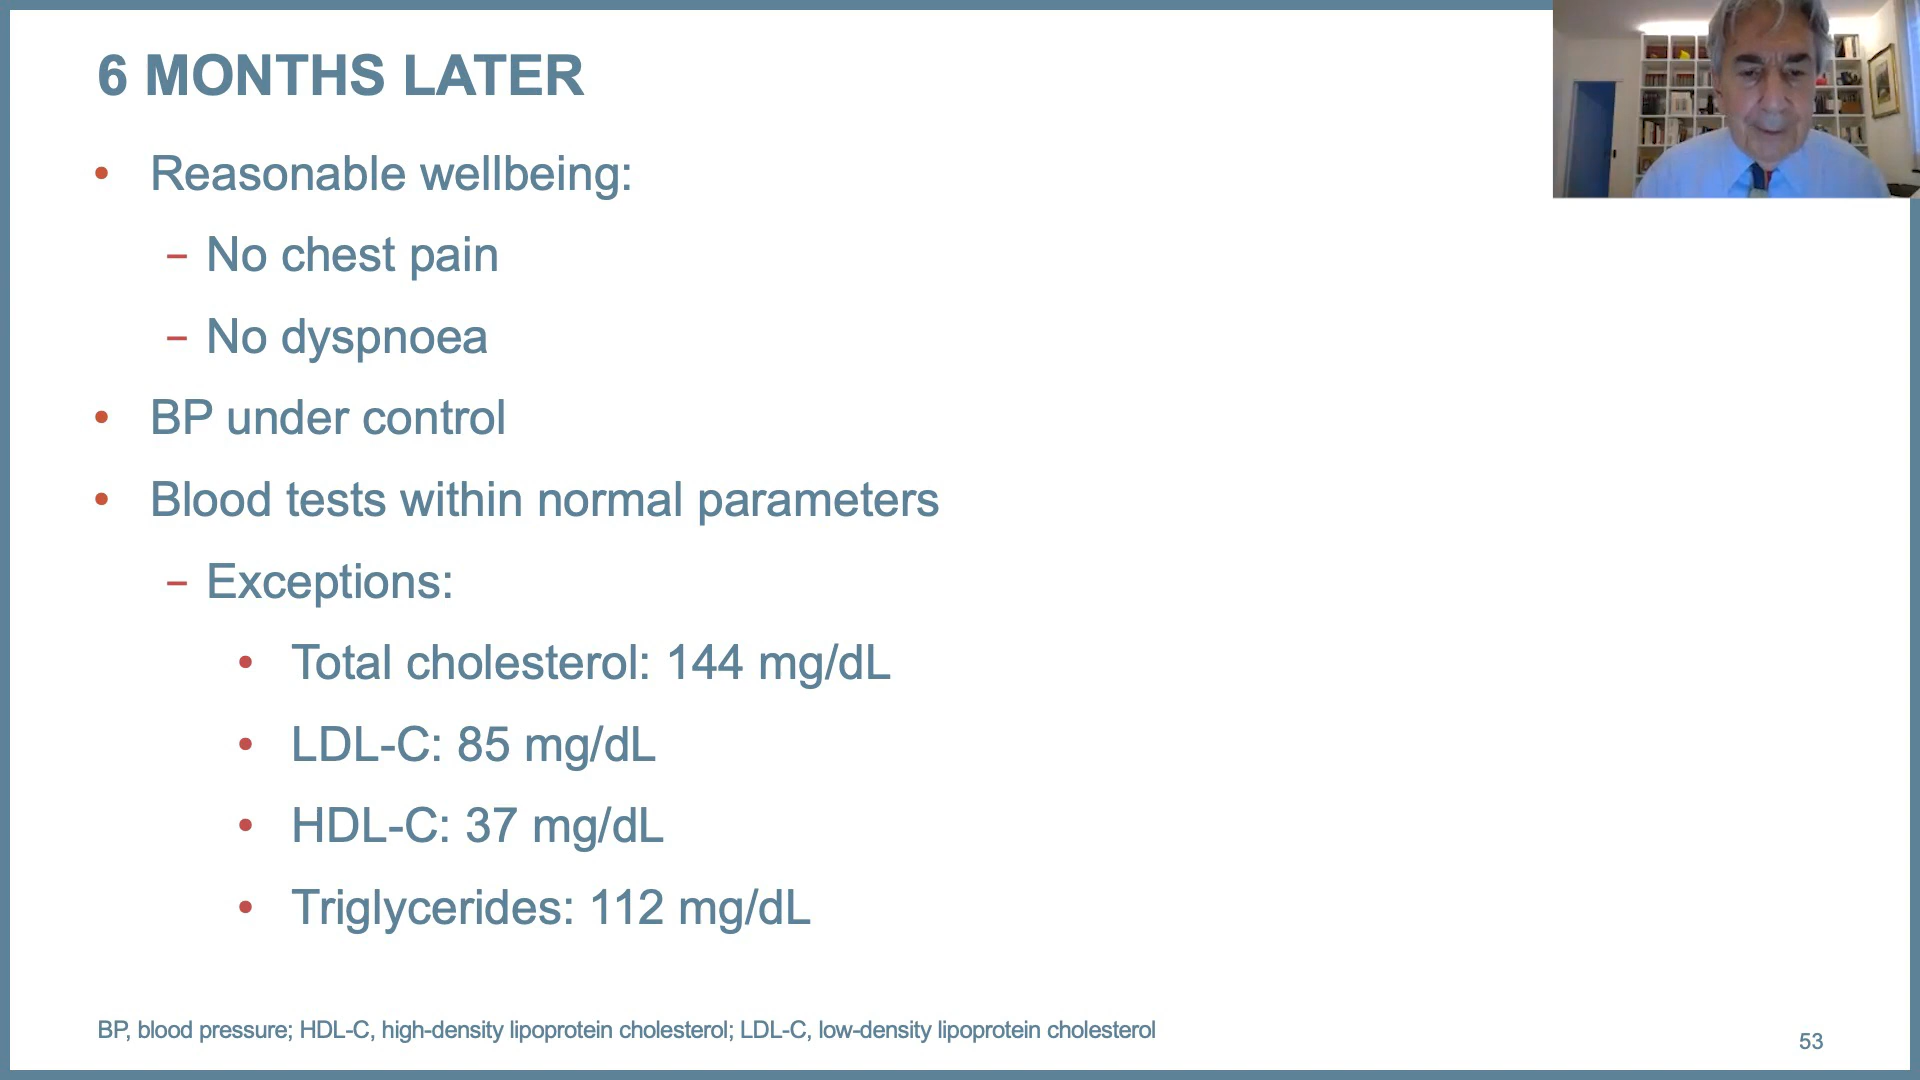 6 MONTHS LATER
• Reasonable wellbeing:
– No chest pain
– No dyspnoea
• BP under control
• Blood tests within normal parameters
– Exceptions:
• Total cholesterol: 144 mg/dL
• LDL-C: 85 mg/dL
• HDL-C: 37 mg/dL
• Triglycerides: 112 mg/dL
BP, blood pressure; HDL-C, high-density lipoprotein cholesterol; LDL-C, low-density lipoprotein cholesterol
53